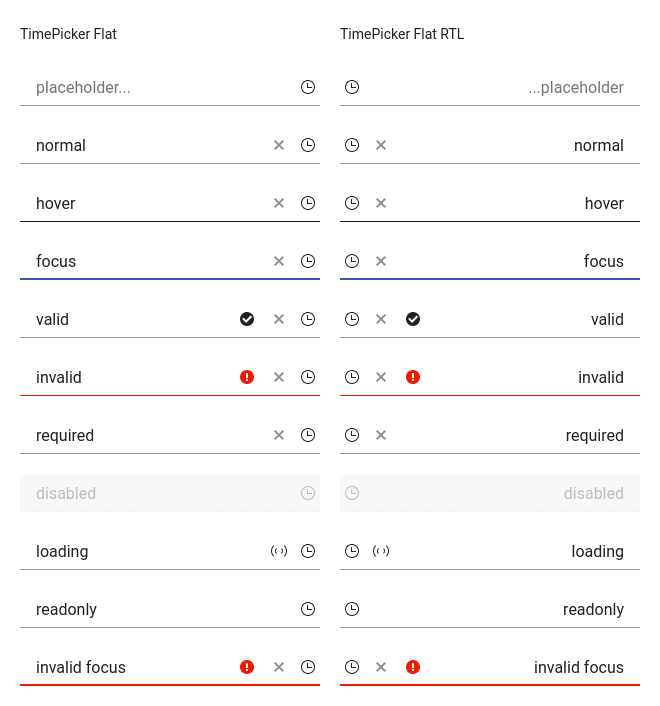 TimePicker Flat
placeholder...
normal
hover
focus
valid
invalid
required
disabled
loading
readonly
invalid focus
TimePicker Flat RTL
...placeholder
normal
hover
focus
valid
invalid
required
disabled
loading
readonly
invalid focus